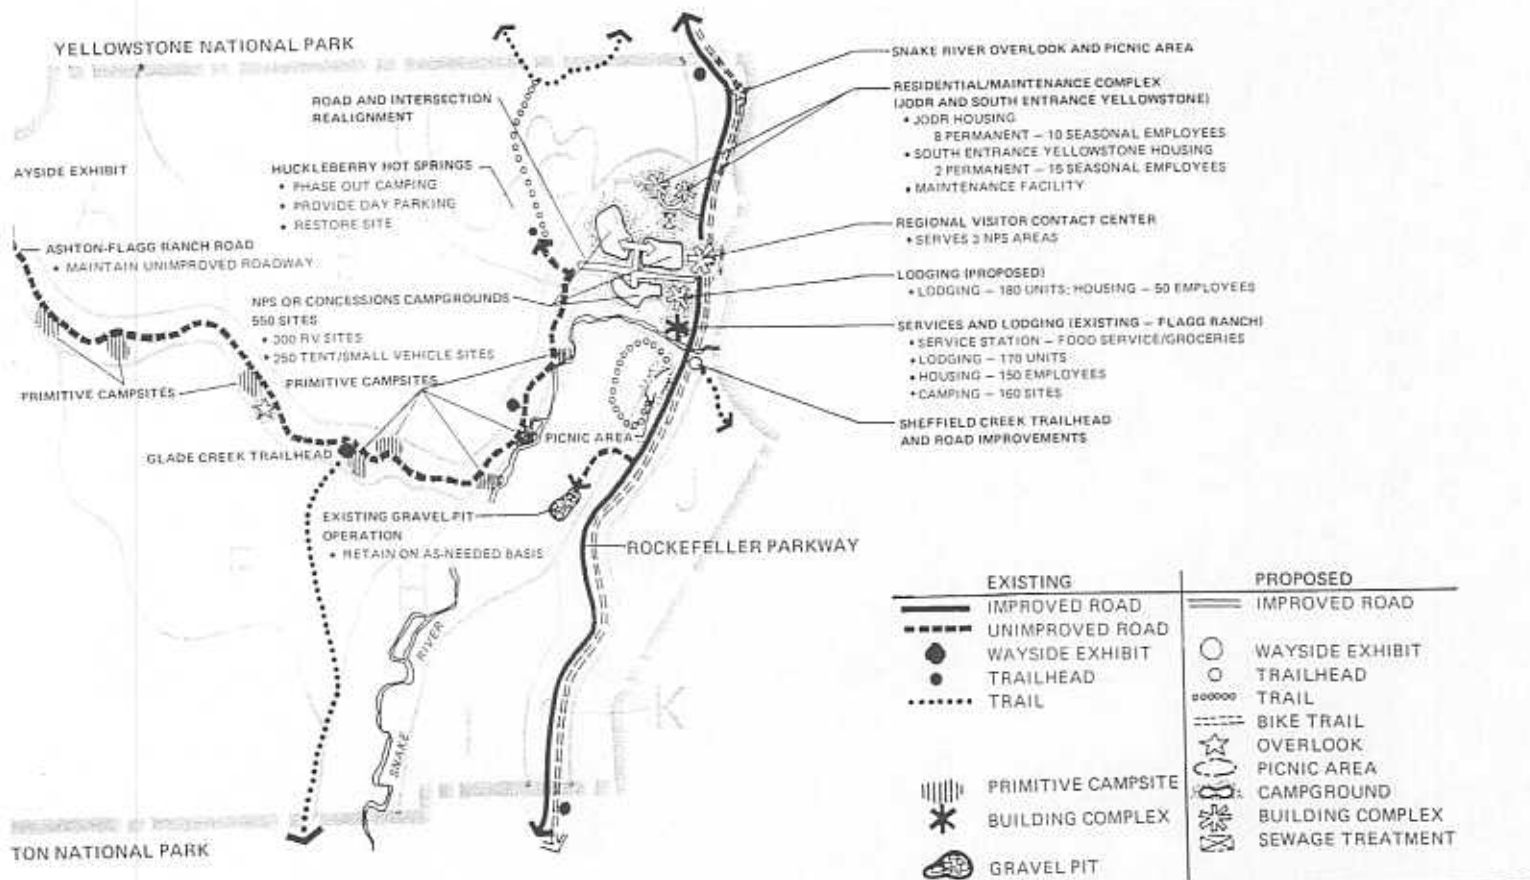 YELLOWSTONE NATIONAL PARK
ROAD AND INTERSECTION
REALIGNMENT
AYSIDE EXHIBIT
HUCKLEBERRY HOT SPRINGS
• PHASE OUT CAMPING
• PROVIDE DAY PARKING
• RESTORE SITE
ASHTON-FLAGG RANCH ROAD
• MAINTAIN UNIMPROVED ROADWAY
NPS OR CONCESSIONS CAMPGROUNDS
550 SITES
• 300 RV SITES
• 250 TENT/SMALL VEHICLE SITES
PRIMITIVE CAMPSITES
PRIMITIVE CAMPSITES
GLADE CREEK TRAILHEAD
PICNIC AREA
EXISTING GRAVEL PIT
OPERATION
• RETAIN ON AS-NEEDED BASIS
ROCKEFELLER PARKWAY
SNAKE RIVER
TON NATIONAL PARK
SNAKE RIVER OVERLOOK AND PICNIC AREA
RESIDENTIAL/MAINTENANCE COMPLEX
(JODR AND SOUTH ENTRANCE YELLOWSTONE)
• JODR HOUSING
8 PERMANENT – 10 SEASONAL EMPLOYEES
• SOUTH ENTRANCE YELLOWSTONE HOUSING
2 PERMANENT – 15 SEASONAL EMPLOYEES
• MAINTENANCE FACILITY
REGIONAL VISITOR CONTACT CENTER
• SERVES 3 NPS AREAS
LODGING (PROPOSED)
• LODGING – 180 UNITS; HOUSING – 50 EMPLOYEES
SERVICES AND LODGING (EXISTING – FLAGG RANCH)
• SERVICE STATION – FOOD SERVICE/GROCERIES
• LODGING – 170 UNITS
• HOUSING – 150 EMPLOYEES
• CAMPING – 160 SITES
SHEFFIELD CREEK TRAILHEAD
AND ROAD IMPROVEMENTS
EXISTING
IMPROVED ROAD
UNIMPROVED ROAD
WAYSIDE EXHIBIT
TRAILHEAD
TRAIL
PRIMITIVE CAMPSITE
BUILDING COMPLEX
GRAVEL PIT
PROPOSED
IMPROVED ROAD
WAYSIDE EXHIBIT
TRAILHEAD
TRAIL
BIKE TRAIL
OVERLOOK
PICNIC AREA
CAMPGROUND
BUILDING COMPLEX
SEWAGE TREATMENT